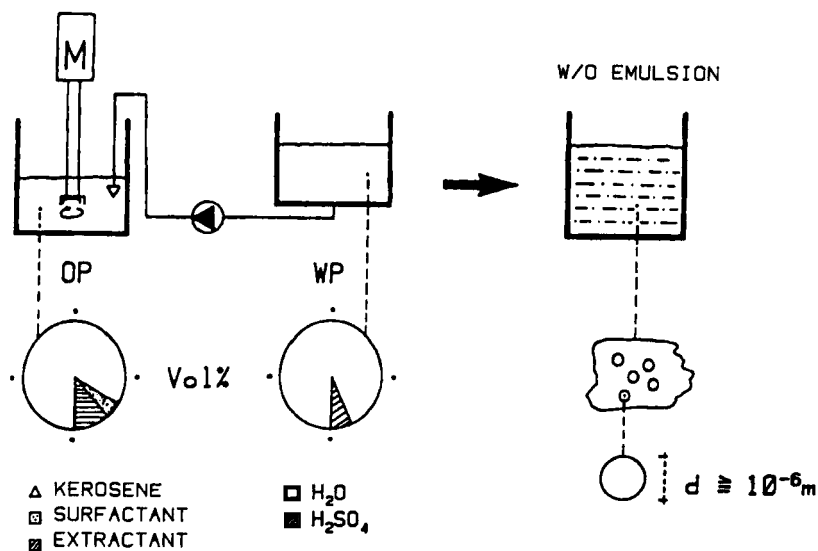 M
W/O EMULSION
OP
WP
Vol%
d ≧ 10⁻⁶m
△ KEROSENE
SURFACTANT
EXTRACTANT
□ H₂O
■ H₂SO₄